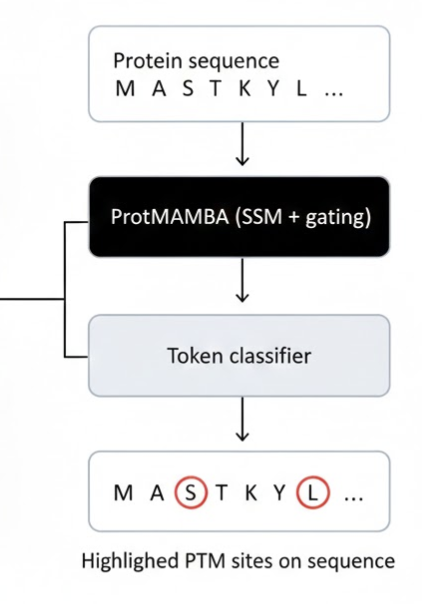 Protein sequence
M A S T K Y L ...
ProtMAMBA (SSM + gating)
Token classifier
M A S T K Y L ...
Highlighed PTM sites on sequence